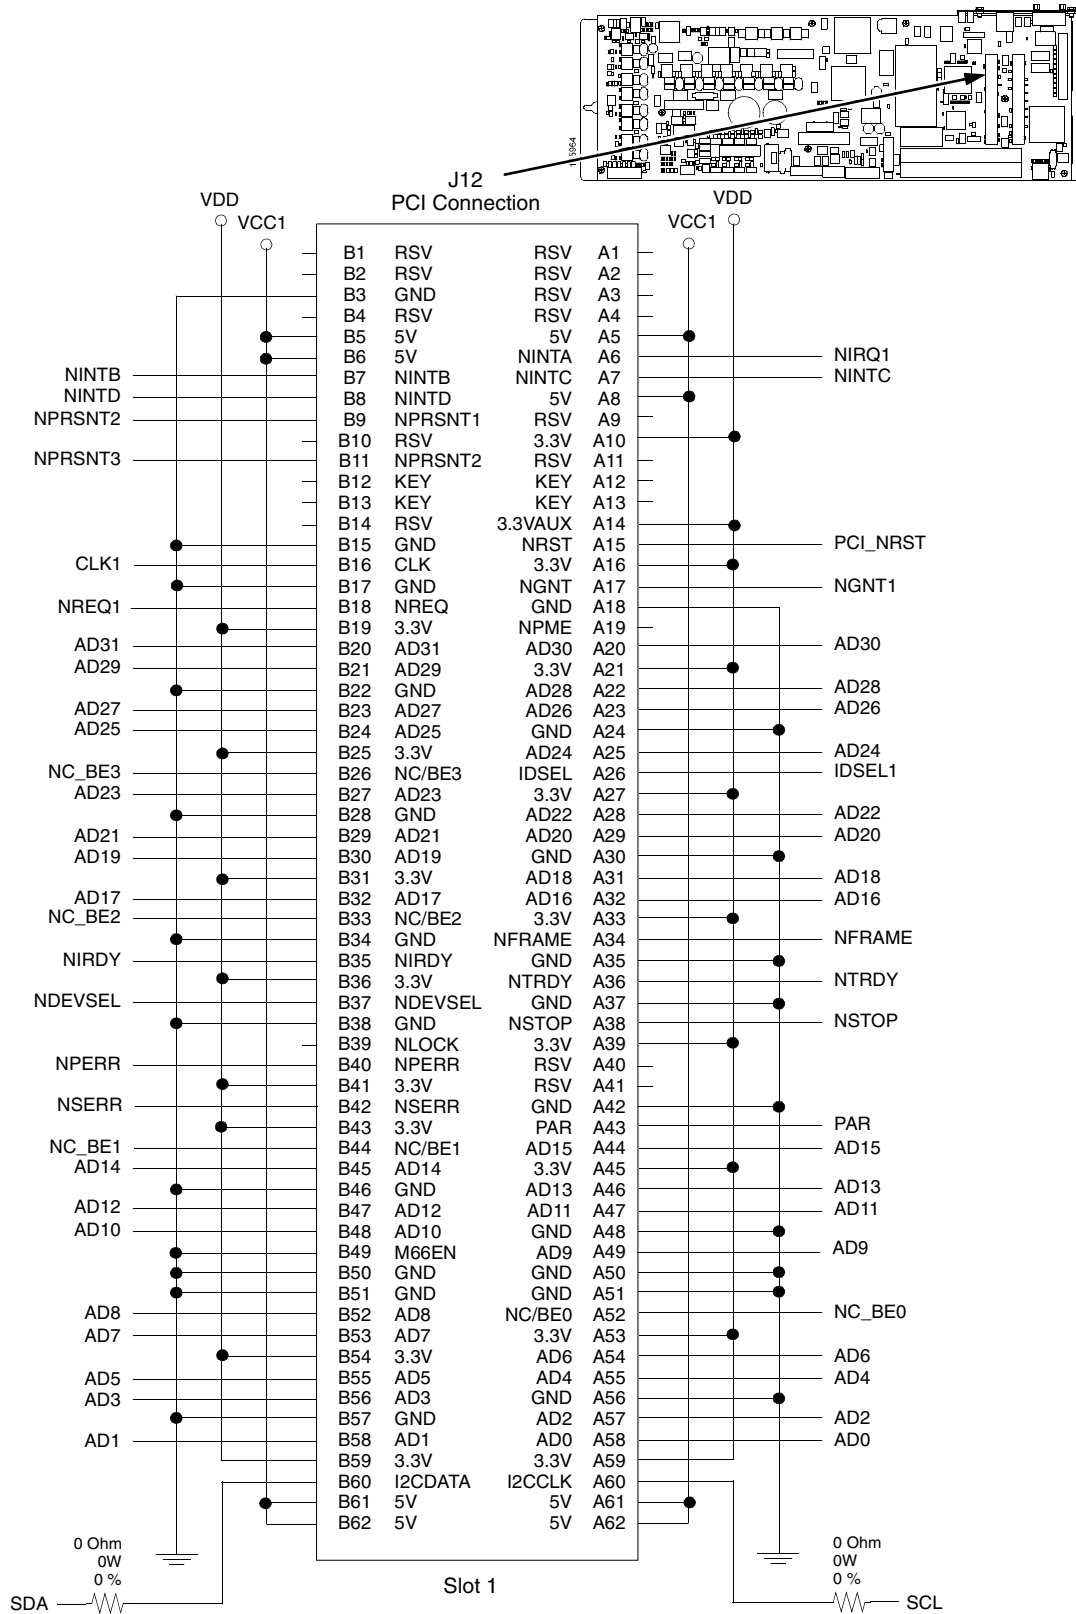 J12
PCI Connection
VDD
VCC1
VDD
VCC1
B1 RSV RSV A1
B2 RSV RSV A2
B3 GND RSV A3
B4 RSV RSV A4
B5 5V 5V A5
B6 5V NINTA A6 NIRQ1
NINTB B7 NINTB NINTC A7 NINTC
NINTD B8 NINTD 5V A8
NPRSNT2 B9 NPRSNT1 RSV A9
B10 RSV 3.3V A10
NPRSNT3 B11 NPRSNT2 RSV A11
B12 KEY KEY A12
B13 KEY KEY A13
B14 RSV 3.3VAUX A14
B15 GND NRST A15 PCI_NRST
CLK1 B16 CLK 3.3V A16
B17 GND NGNT A17 NGNT1
NREQ1 B18 NREQ GND A18
B19 3.3V NPME A19
AD31 B20 AD31 AD30 A20 AD30
AD29 B21 AD29 3.3V A21
B22 GND AD28 A22 AD28
AD27 B23 AD27 AD26 A23 AD26
AD25 B24 AD25 GND A24
B25 3.3V AD24 A25 AD24
NC_BE3 B26 NC/BE3 IDSEL A26 IDSEL1
AD23 B27 AD23 3.3V A27
B28 GND AD22 A28 AD22
AD21 B29 AD21 AD20 A29 AD20
AD19 B30 AD19 GND A30
B31 3.3V AD18 A31 AD18
AD17 B32 AD17 AD16 A32 AD16
NC_BE2 B33 NC/BE2 3.3V A33
B34 GND NFRAME A34 NFRAME
NIRDY B35 NIRDY GND A35
B36 3.3V NTRDY A36 NTRDY
NDEVSEL B37 NDEVSEL GND A37
B38 GND NSTOP A38 NSTOP
B39 NLOCK 3.3V A39
NPERR B40 NPERR RSV A40
B41 3.3V RSV A41
NSERR B42 NSERR GND A42
B43 3.3V PAR A43 PAR
NC_BE1 B44 NC/BE1 AD15 A44 AD15
AD14 B45 AD14 3.3V A45
B46 GND AD13 A46 AD13
AD12 B47 AD12 AD11 A47 AD11
AD10 B48 AD10 GND A48
B49 M66EN AD9 A49 AD9
B50 GND GND A50
B51 GND GND A51
AD8 B52 AD8 NC/BE0 A52 NC_BE0
AD7 B53 AD7 3.3V A53
B54 3.3V AD6 A54 AD6
AD5 B55 AD5 AD4 A55 AD4
AD3 B56 AD3 GND A56
B57 GND AD2 A57 AD2
AD1 B58 AD1 AD0 A58 AD0
B59 3.3V 3.3V A59
B60 I2CDATA I2CCLK A60
B61 5V 5V A61
B62 5V 5V A62
0 Ohm
0W
0 %
SDA
Slot 1
0 Ohm
0W
0 %
SCL